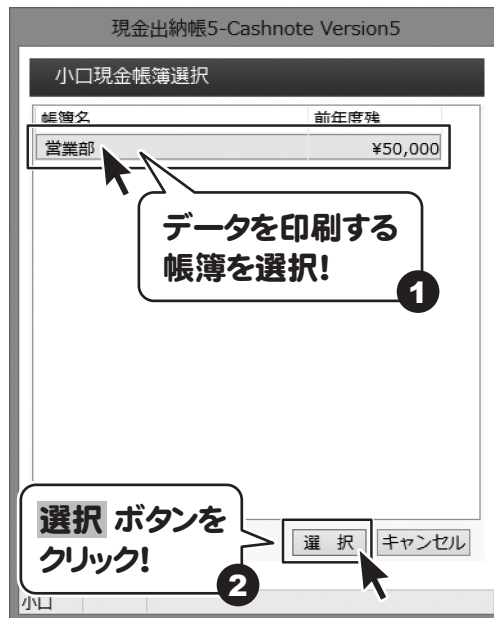 現金出納帳5-Cashnote Version5
小口現金帳簿選択
帳簿名 前年度残
営業部 ¥50,000
データを印刷する
帳簿を選択!
1
選択 ボタンを
クリック!
2
選 択 キャンセル
小口